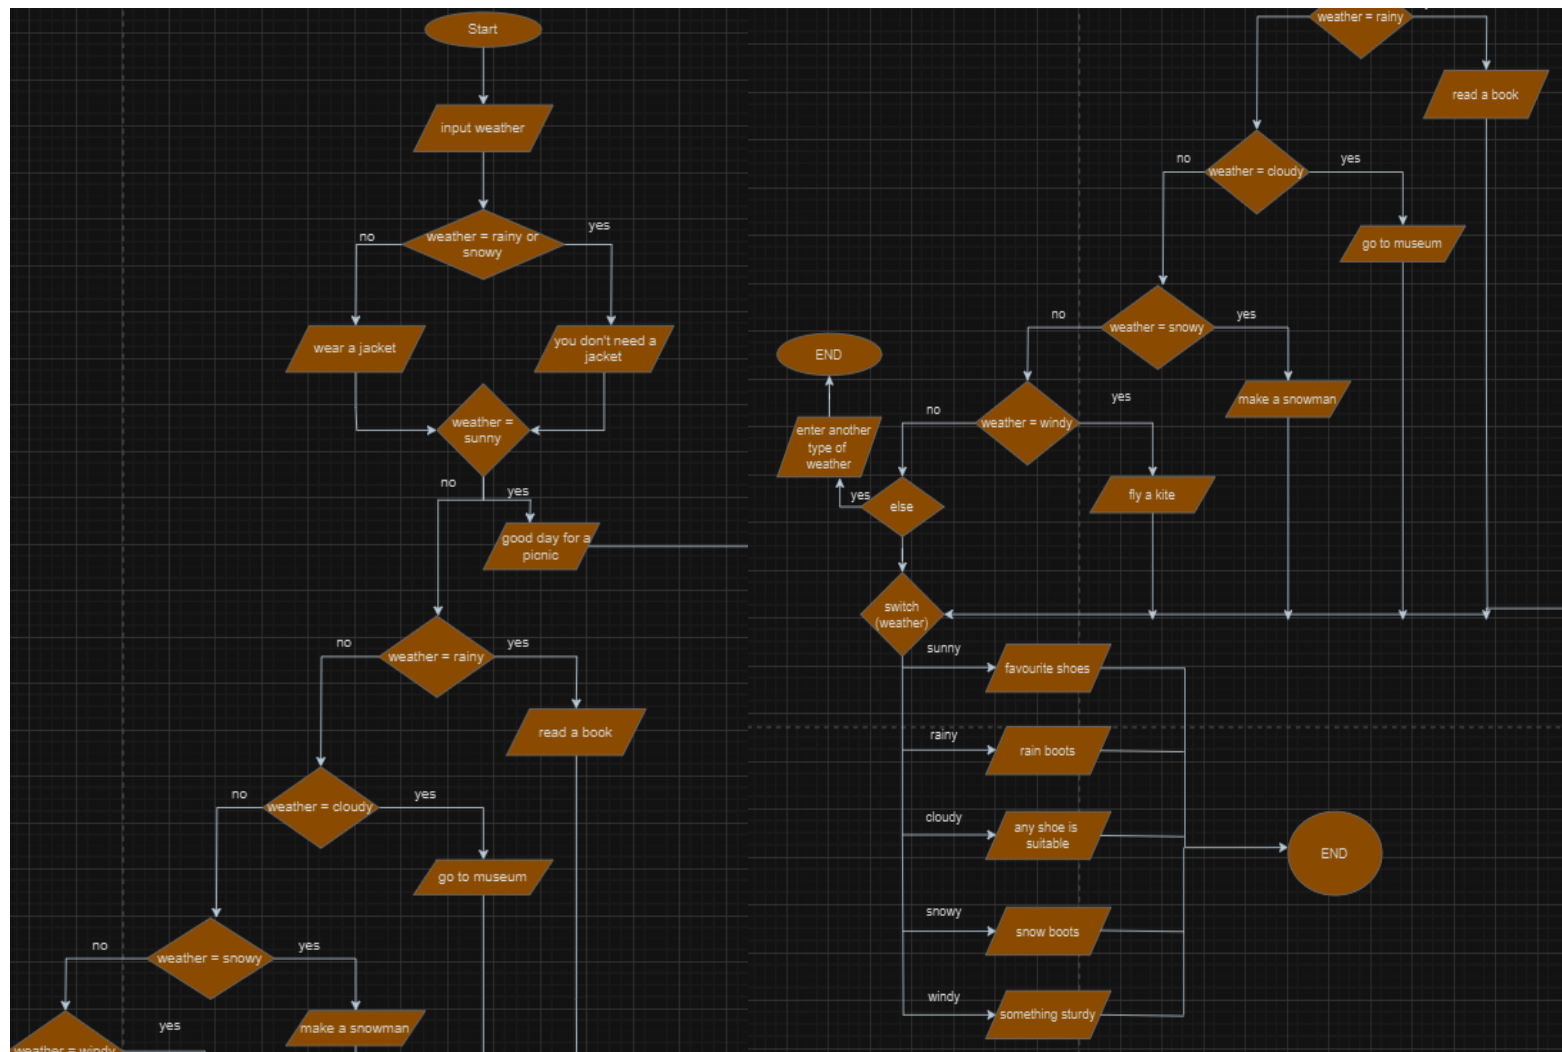 Start
input weather
weather = rainy or
snowy
no
yes
wear a jacket
you don't need a
jacket
weather =
sunny
no
yes
good day for a
picnic
weather = rainy
no
yes
read a book
weather = cloudy
no
yes
go to museum
weather = snowy
no
yes
make a snowman
weather = windy
yes
weather = rainy
read a book
weather = cloudy
no
yes
go to museum
weather = snowy
no
yes
make a snowman
weather = windy
no
yes
fly a kite
else
yes
enter another
type of
weather
END
switch
(weather)
sunny
favourite shoes
rainy
rain boots
cloudy
any shoe is
suitable
snowy
snow boots
windy
something sturdy
END